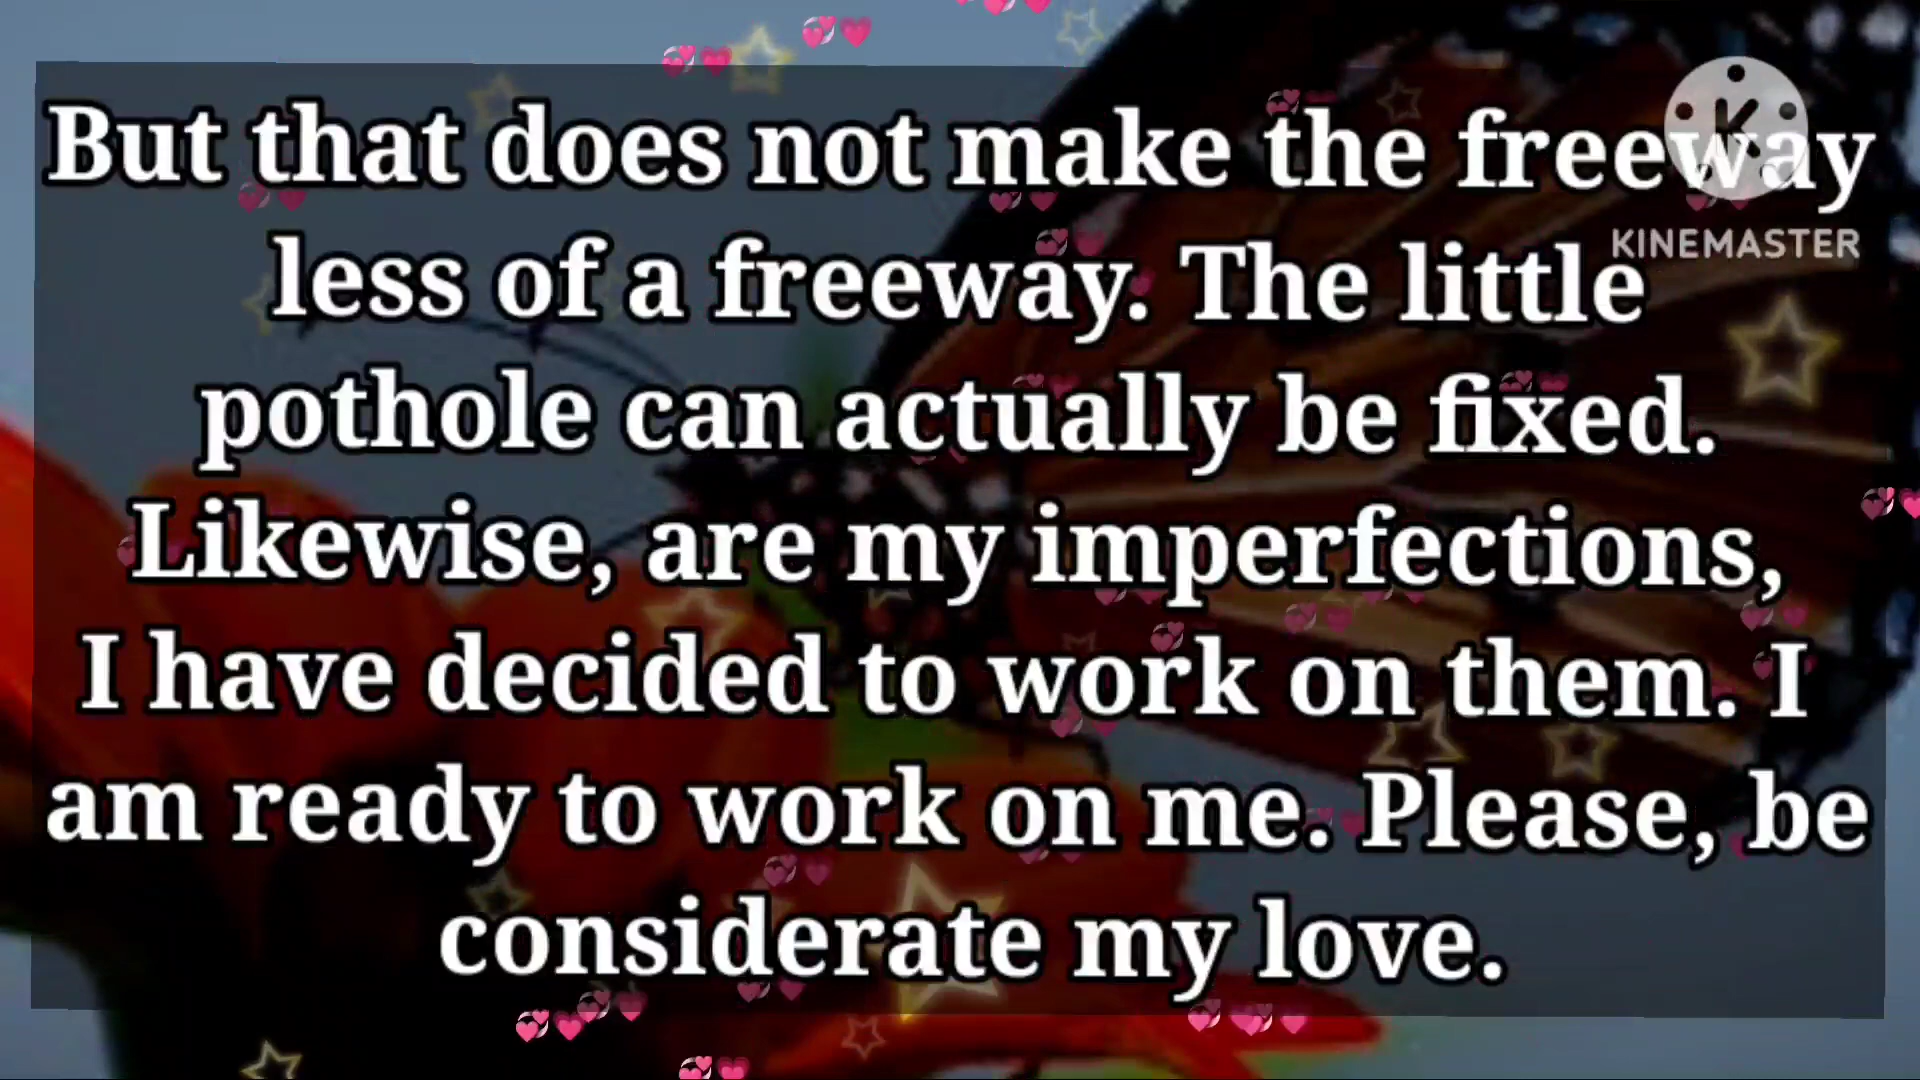 But that does not make the freeway
less of a freeway. The little
pothole can actually be fixed.
Likewise, are my imperfections,
I have decided to work on them. I
am ready to work on me. Please, be
considerate my love.
K
KINEMASTER